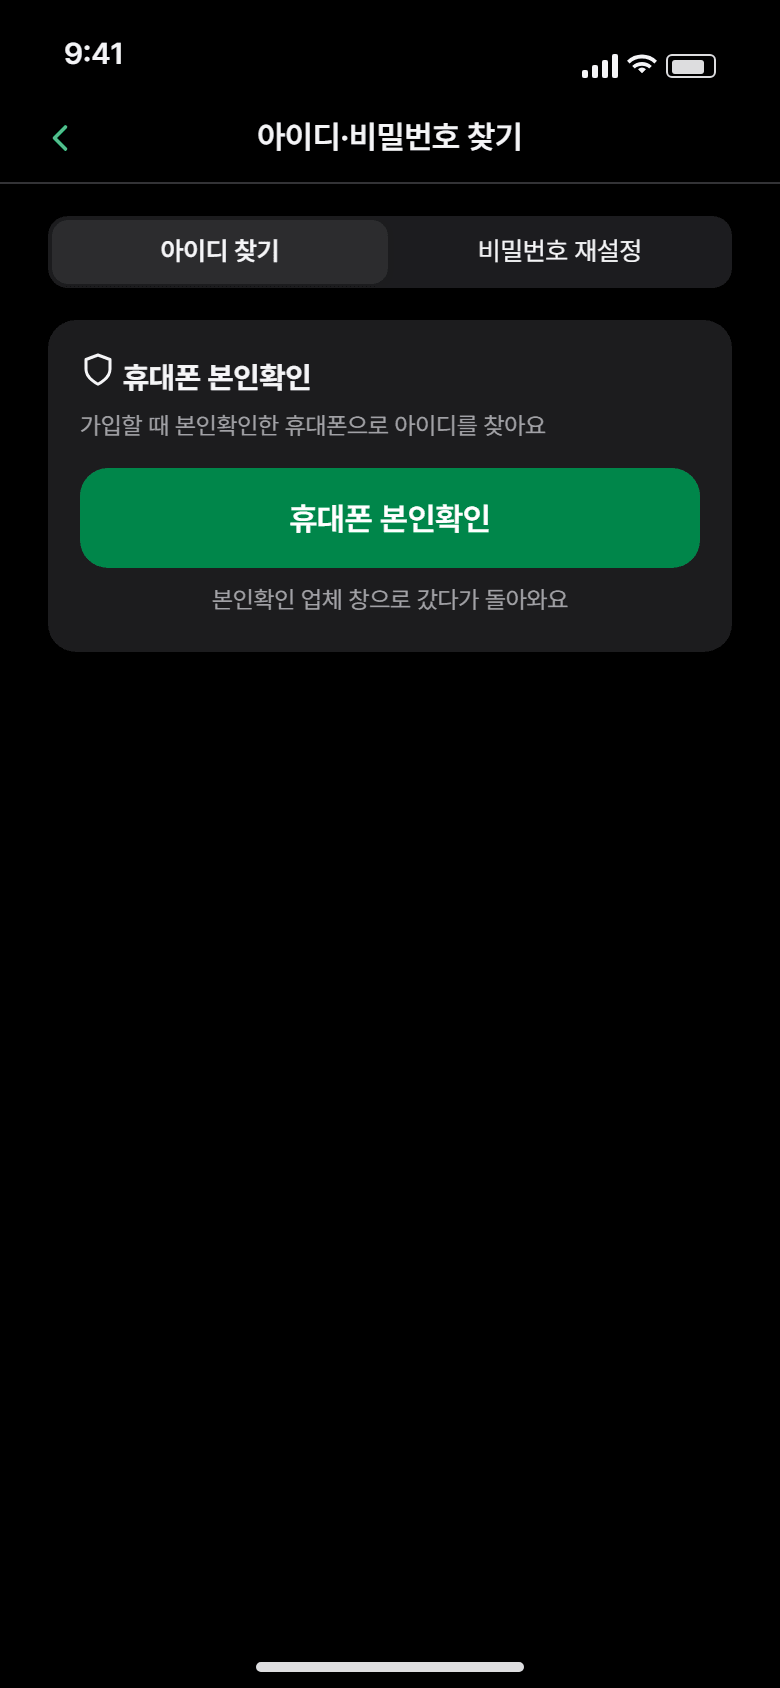 9:41
아이디·비밀번호 찾기
아이디 찾기
비밀번호 재설정
휴대폰 본인확인
가입할 때 본인확인한 휴대폰으로 아이디를 찾아요
휴대폰 본인확인
본인확인 업체 창으로 갔다가 돌아와요